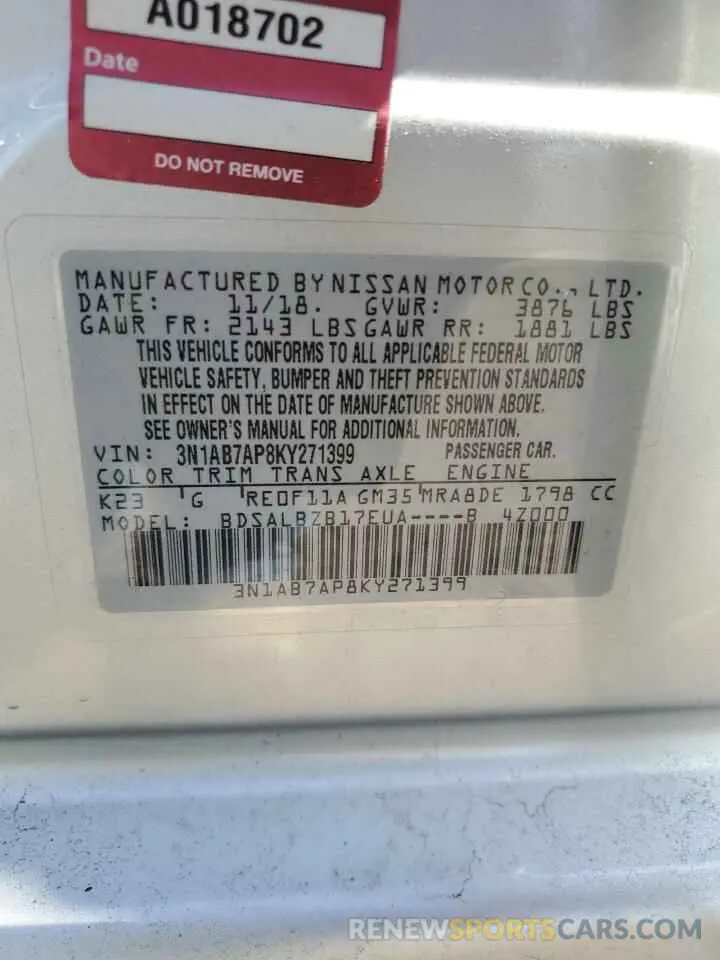 A018702
Date
DO NOT REMOVE
MANUFACTURED BY NISSAN MOTOR CO., LTD.
DATE: 11/18. GVWR: 3876 LBS
GAWR FR: 2143 LBS GAWR RR: 1881 LBS
THIS VEHICLE CONFORMS TO ALL APPLICABLE FEDERAL MOTOR
VEHICLE SAFETY, BUMPER AND THEFT PREVENTION STANDARDS
IN EFFECT ON THE DATE OF MANUFACTURE SHOWN ABOVE.
SEE OWNER'S MANUAL FOR ADDITIONAL INFORMATION.
VIN: 3N1AB7AP8KY271399 PASSENGER CAR.
COLOR TRIM TRANS AXLE ENGINE
K23 G RE0F11A GM35 MRA8DE 1798 CC
MODEL: BDSALBZB17EUA----B 4Z000
3N1AB7AP8KY271399
RENEWSPORTSCARS.COM